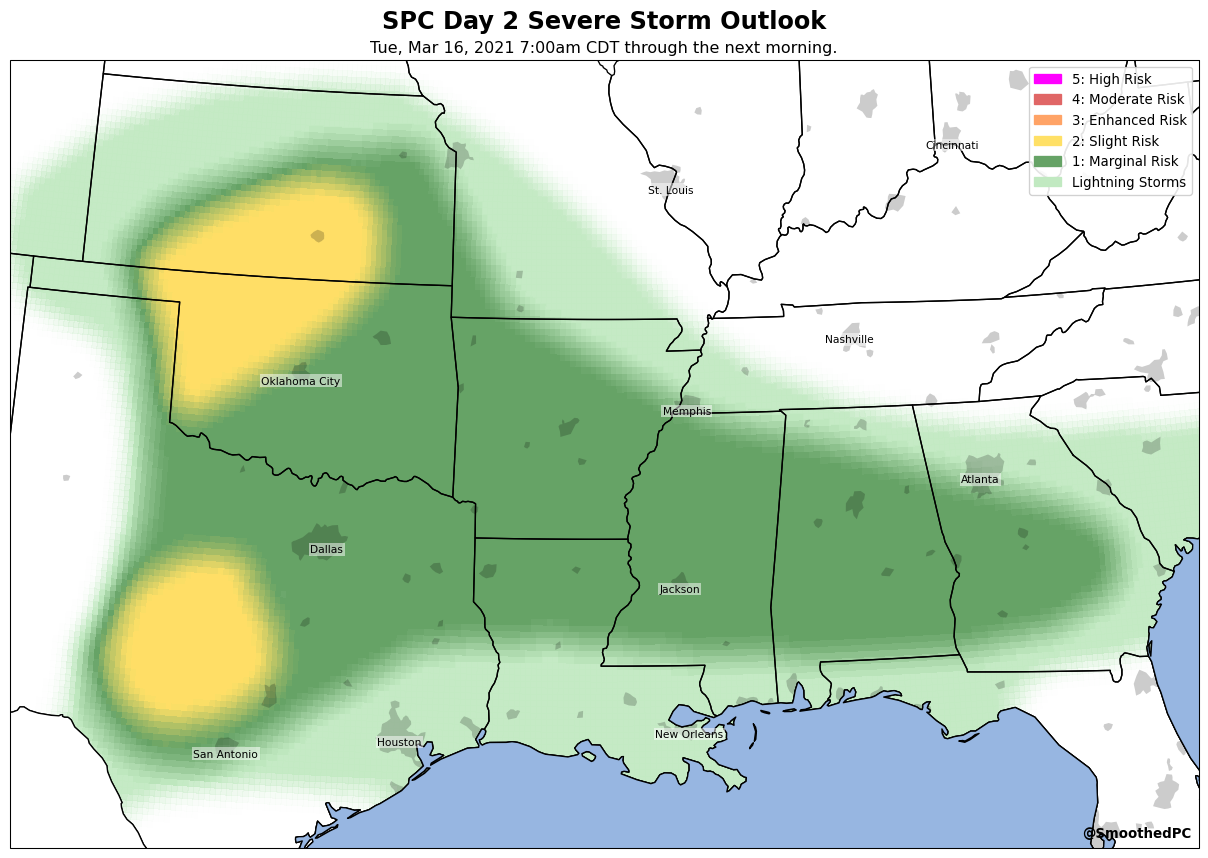 SPC Day 2 Severe Storm Outlook
Tue, Mar 16, 2021 7:00am CDT through the next morning.
5: High Risk
4: Moderate Risk
3: Enhanced Risk
2: Slight Risk
1: Marginal Risk
Lightning Storms
Cincinnati
St. Louis
Nashville
Oklahoma City
Memphis
Atlanta
Dallas
Jackson
New Orleans
Houston
San Antonio
@SmoothedPC